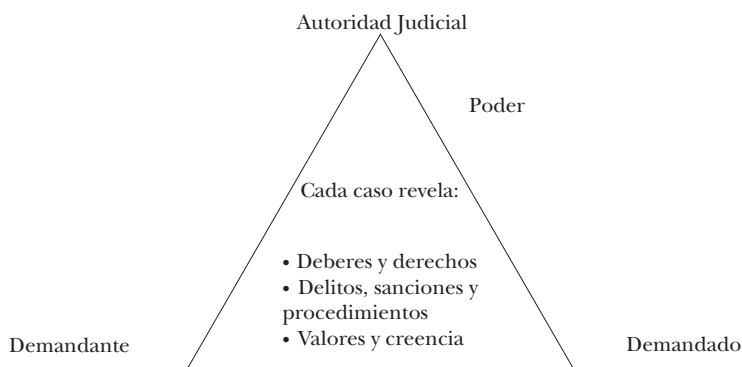 Autoridad Judicial
Poder
Cada caso revela:
• Deberes y derechos
• Delitos, sanciones y
procedimientos
• Valores y creencia
Demandante
Demandado